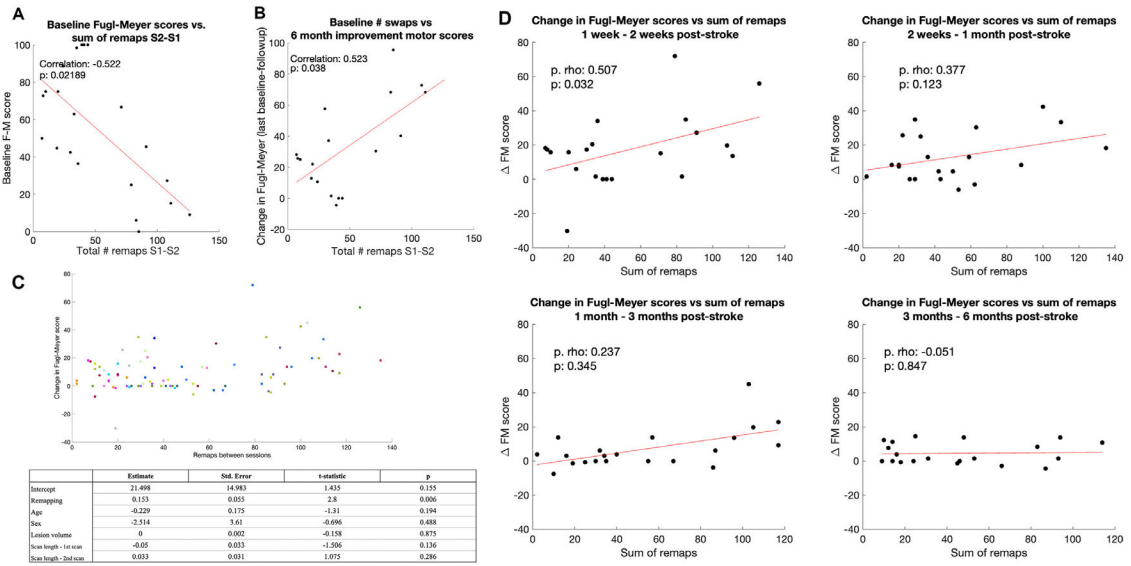 A
Baseline Fugl-Meyer scores vs.
sum of remaps S2-S1
Correlation: -0.522
p: 0.02189
Baseline F-M score
100
80
60
40
20
0
0
50
100
150
Total # remaps S1-S2
B
Baseline # swaps vs
6 month improvement motor scores
Correlation: 0.523
p: 0.038
Change in Fugl-Meyer (last baseline-followup)
100
80
60
40
20
0
-20
0
50
100
150
Total # remaps S1-S2
C
Change in Fugl-Meyer score
80
60
40
20
0
-20
-40
0
20
40
60
80
100
120
140
Remaps between sessions
Estimate Std. Error t-statistic p
Intercept 21.498 14.983 1.435 0.155
Remapping 0.153 0.055 2.8 0.006
Age -0.229 0.175 -1.31 0.194
Sex -2.514 3.61 -0.696 0.488
Lesion volume 0 0.002 -0.158 0.875
Scan length - 1st scan -0.05 0.033 -1.506 0.136
Scan length - 2nd scan 0.033 0.031 1.075 0.286
D
Change in Fugl-Meyer scores vs sum of remaps
1 week - 2 weeks post-stroke
p. rho: 0.507
p: 0.032
Δ FM score
80
60
40
20
0
-20
-40
0 20 40 60 80 100 120 140
Sum of remaps
Change in Fugl-Meyer scores vs sum of remaps
2 weeks - 1 month post-stroke
p. rho: 0.377
p: 0.123
Δ FM score
80
60
40
20
0
-20
-40
0 20 40 60 80 100 120 140
Sum of remaps
Change in Fugl-Meyer scores vs sum of remaps
1 month - 3 months post-stroke
p. rho: 0.237
p: 0.345
Δ FM score
80
60
40
20
0
-20
-40
0 20 40 60 80 100 120
Sum of remaps
Change in Fugl-Meyer scores vs sum of remaps
3 months - 6 months post-stroke
p. rho: -0.051
p: 0.847
Δ FM score
80
60
40
20
0
-20
-40
0 20 40 60 80 100 120
Sum of remaps